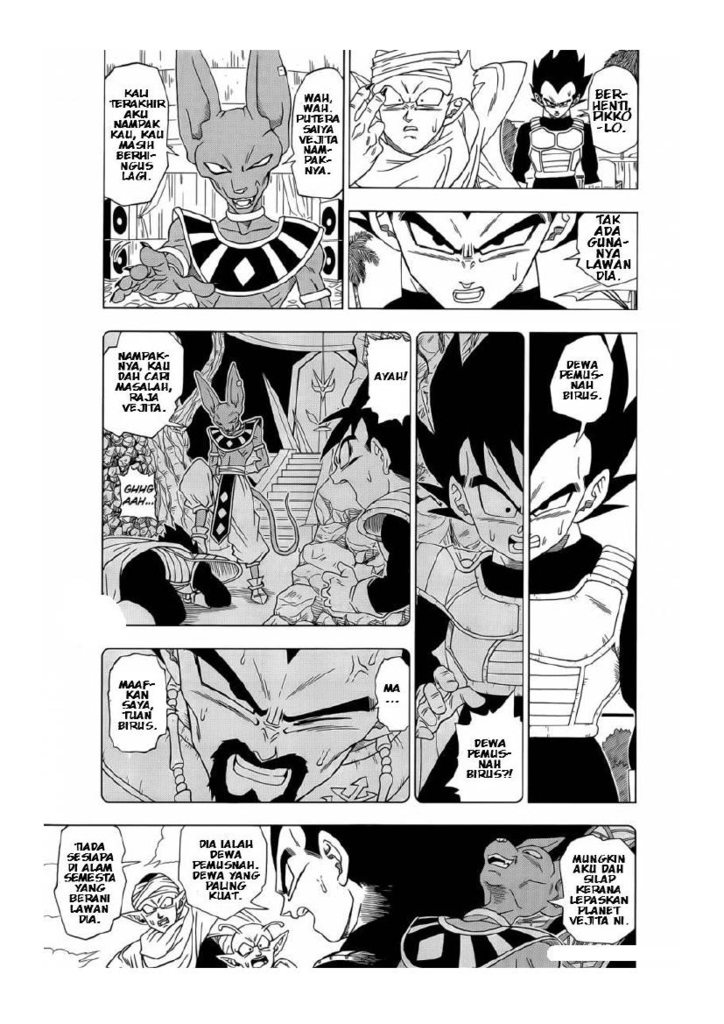 BER-
HENTI,
PIKKO
-LO.
WAH,
WAH.
PUTERA
SAIYA
VEJITA
NAM-
PAK-
NYA.
KALI
TERAKHIR
AKU
NAMPAK
KAU, KAU
MASIH
BERHI-
NGUS
LAGI.
TAK
ADA
GUNA-
NYA
LAWAN
DIA.
DEWA
PEMUS-
NAH
BIRUS.
DEWA
PEMUS-
NAH
BIRUS?!
AYAH!
NAMPAK-
NYA, KAU
DAH CARI
MASALAH,
RAJA
VEJITA.
GHHG
AAH...
MA
...
MAAF-
KAN
SAYA,
TUAN
BIRUS.
MUNGKIN
AKU DAH
SILAP
KERANA
LEPASKAN
PLANET
VEJITA NI.
DIA IALAH
DEWA
PEMUSNAH.
DEWA YANG
PALING
KUAT.
TIADA
SESIAPA
DI ALAM
SEMESTA
YANG
BERANI
LAWAN
DIA.